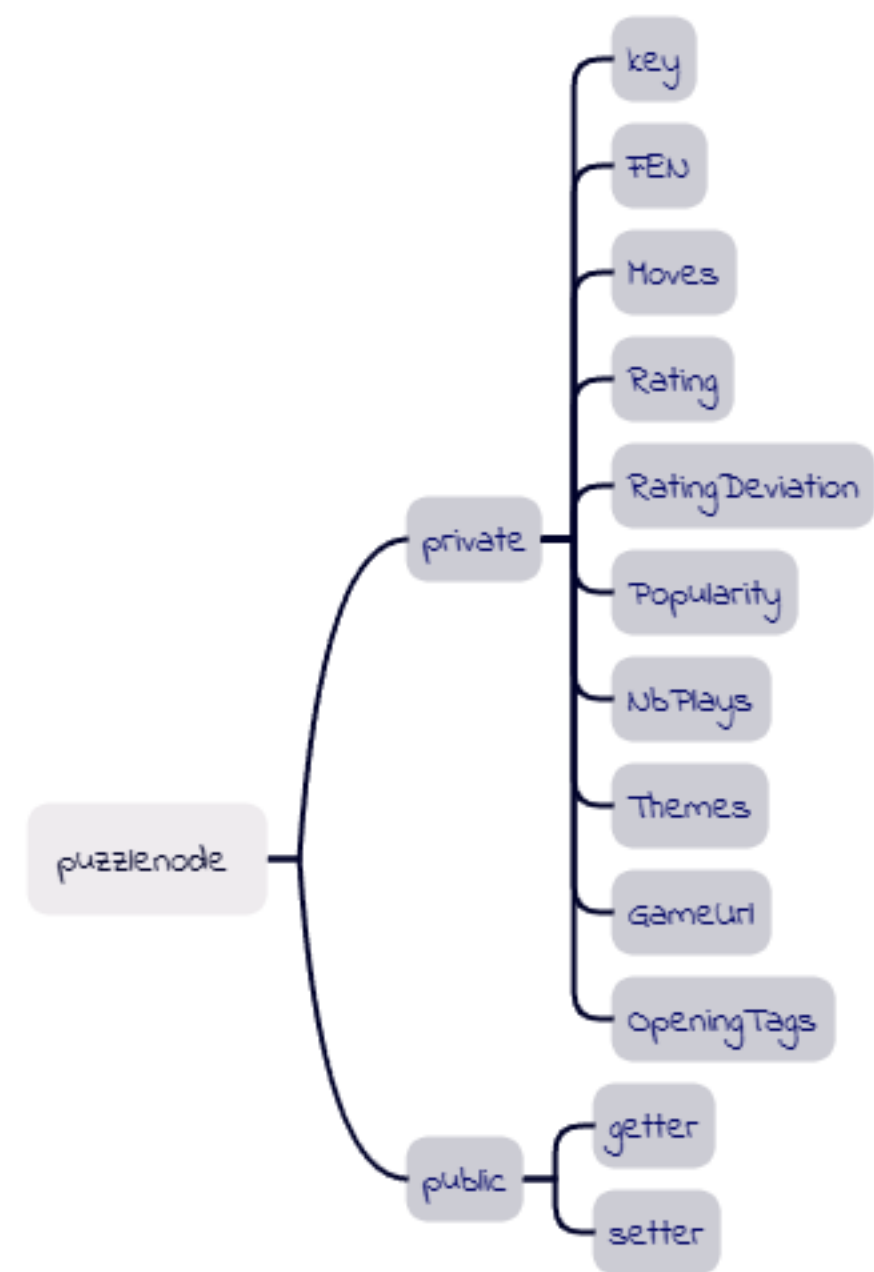 key
FEN
Moves
Rating
RatingDeviation
private
Popularity
NbPlays
Themes
puzzlenode
GameUrl
OpeningTags
getter
public
setter